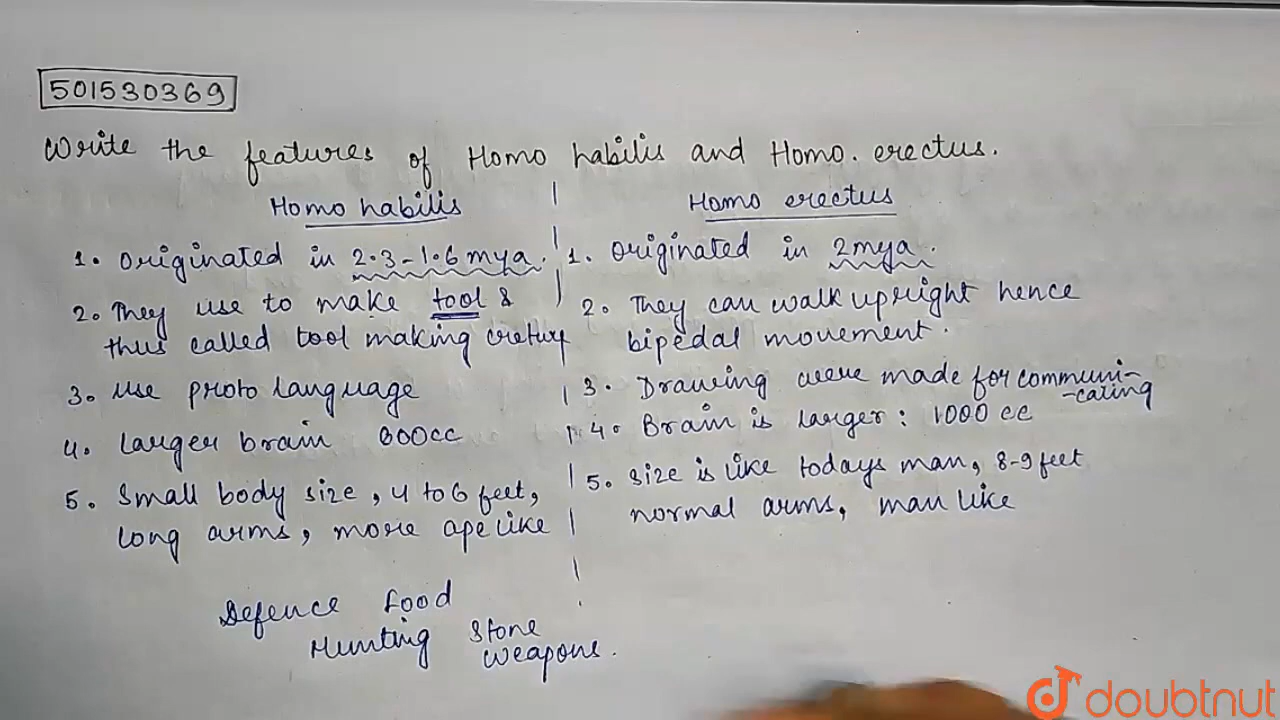 501530369
Write the features of Homo habilis and Homo. erectus.
Homo habilis
1. Originated in 2.3-1.6 mya.
2. They use to make tool &
thus called tool making creture
3. Use proto language
4. Larger brain 800cc
5. Small body size, 4 to 6 feet,
long arms, more ape like
Homo erectus
1. Originated in 2mya.
2. They can walk upright hence
bipedal movement.
3. Drawing were made for communi-
-cating
4. Brain is larger: 1000 cc
5. Size is like todays man, 8-9 feet
normal arms, man like
Defence food
Hunting Stone
weapons.
doubtnut